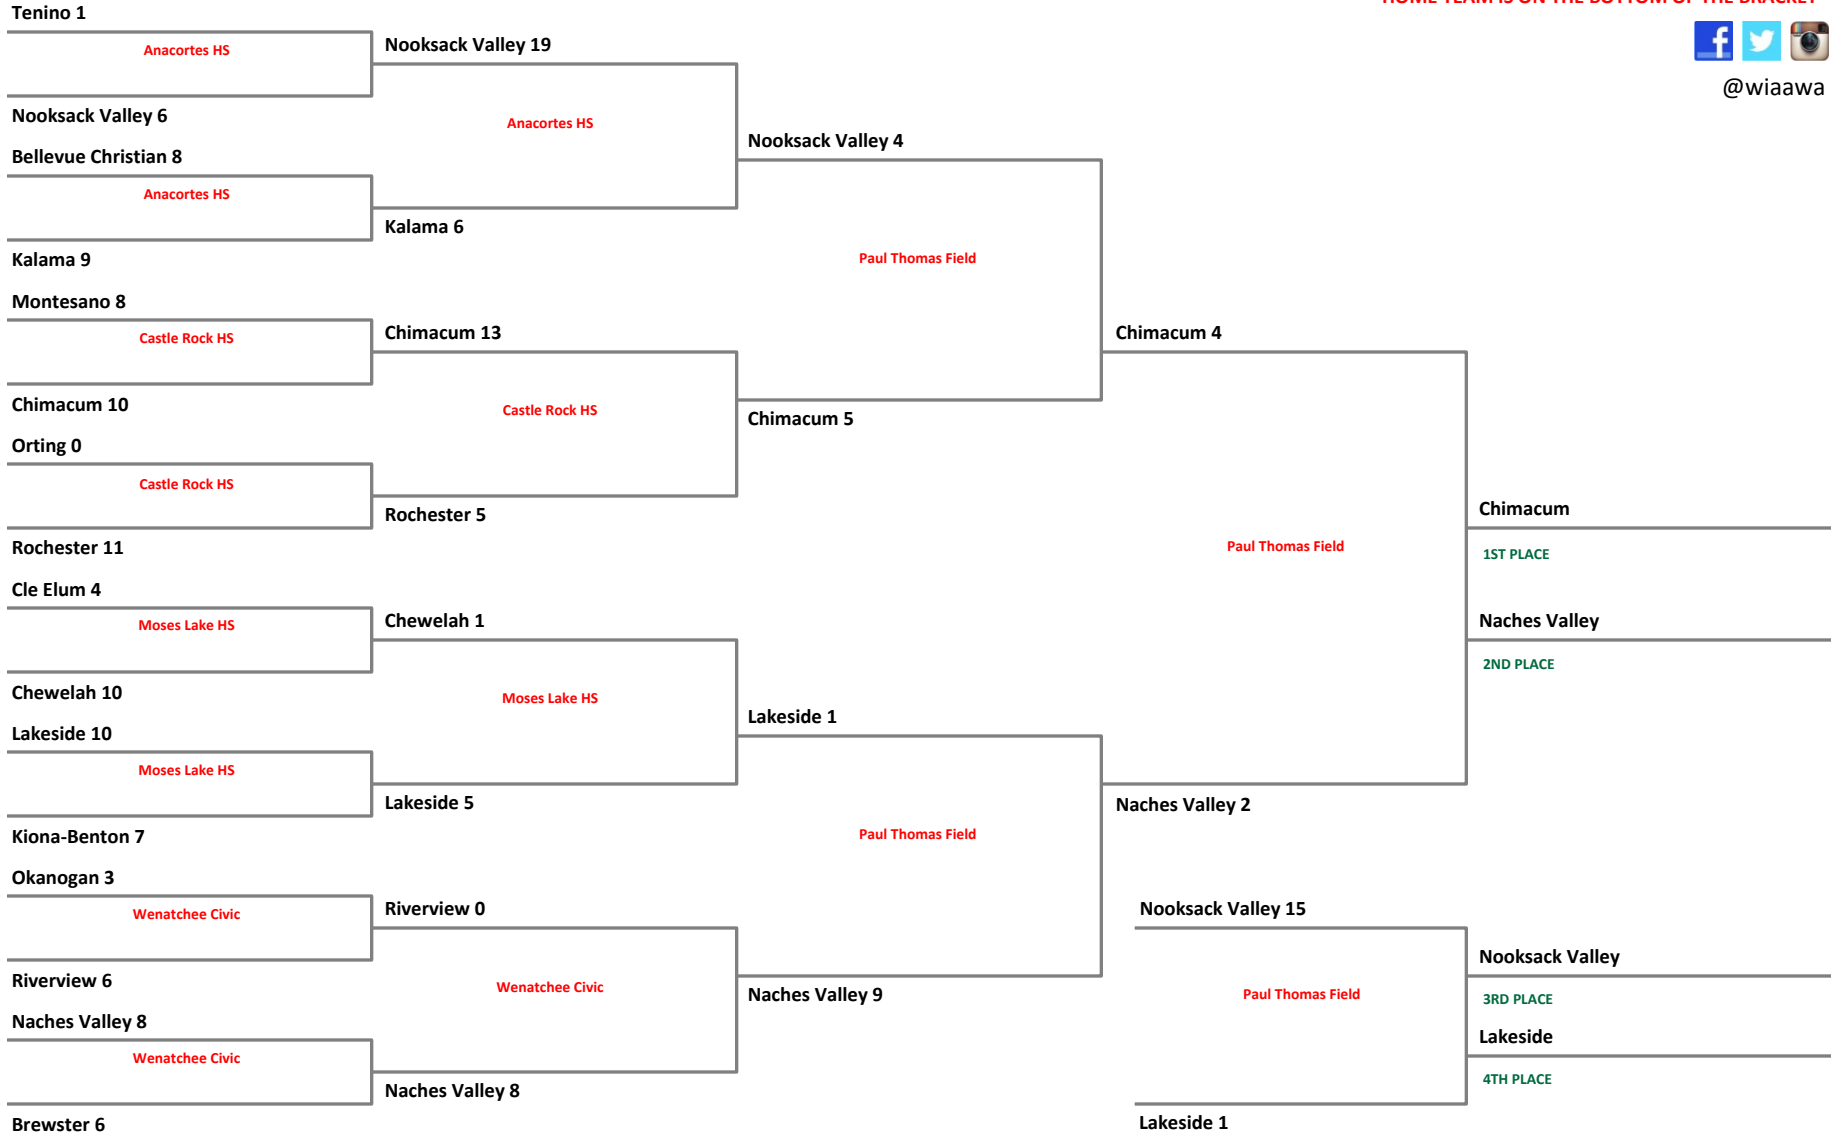 HOME TEAM IS ON THE BOTTOM OF THE BRACKET
@wiaawa
Tenino 1
Anacortes HS
Nooksack Valley 6
Bellevue Christian 8
Anacortes HS
Kalama 9
Montesano 8
Castle Rock HS
Chimacum 10
Orting 0
Castle Rock HS
Rochester 11
Cle Elum 4
Moses Lake HS
Chewelah 10
Lakeside 10
Moses Lake HS
Kiona-Benton 7
Okanogan 3
Wenatchee Civic
Riverview 6
Naches Valley 8
Wenatchee Civic
Brewster 6
Nooksack Valley 19
Anacortes HS
Kalama 6
Chimacum 13
Castle Rock HS
Rochester 5
Chewelah 1
Moses Lake HS
Lakeside 5
Riverview 0
Wenatchee Civic
Naches Valley 8
Nooksack Valley 4
Paul Thomas Field
Chimacum 5
Lakeside 1
Paul Thomas Field
Naches Valley 9
Chimacum 4
Paul Thomas Field
Naches Valley 2
Chimacum
1ST PLACE
Naches Valley
2ND PLACE
Nooksack Valley 15
Paul Thomas Field
Lakeside 1
Nooksack Valley
3RD PLACE
Lakeside
4TH PLACE